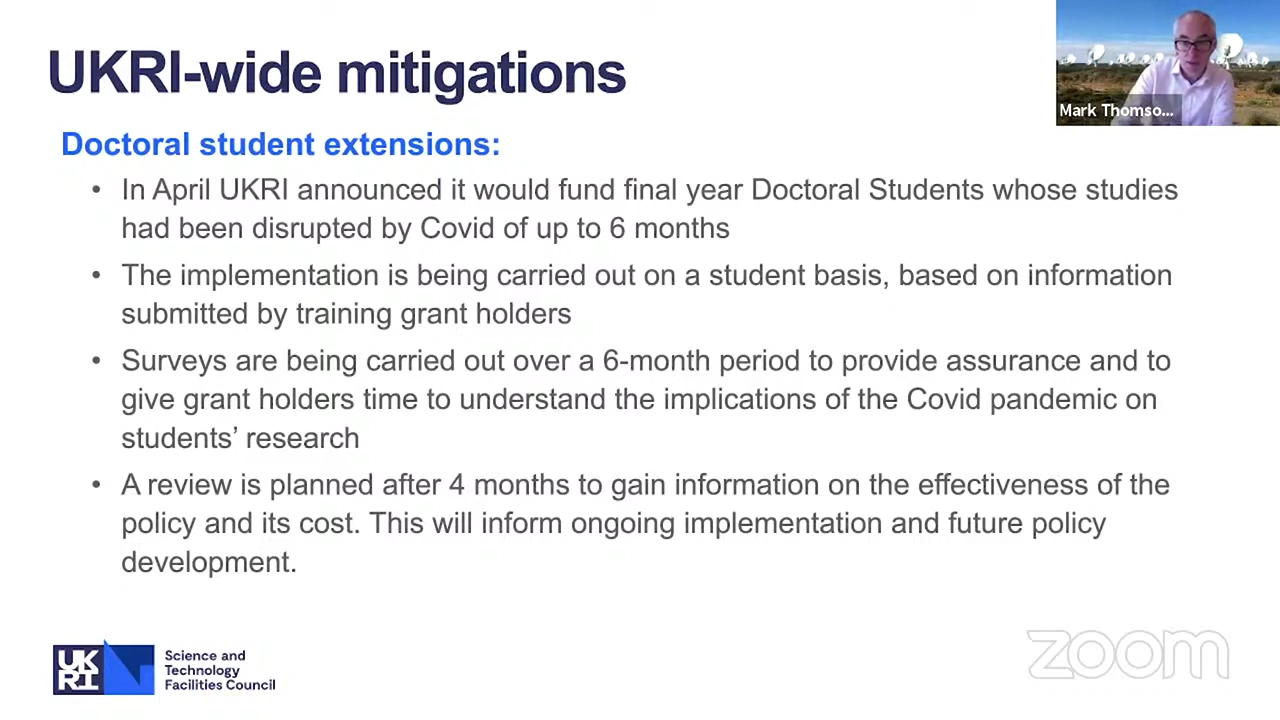 UKRI-wide mitigations
Mark Thomso...
Doctoral student extensions:
• In April UKRI announced it would fund final year Doctoral Students whose studies
had been disrupted by Covid of up to 6 months
• The implementation is being carried out on a student basis, based on information
submitted by training grant holders
• Surveys are being carried out over a 6-month period to provide assurance and to
give grant holders time to understand the implications of the Covid pandemic on
students’ research
• A review is planned after 4 months to gain information on the effectiveness of the
policy and its cost. This will inform ongoing implementation and future policy
development.
UK
RI
Science and
Technology
Facilities Council
zoom